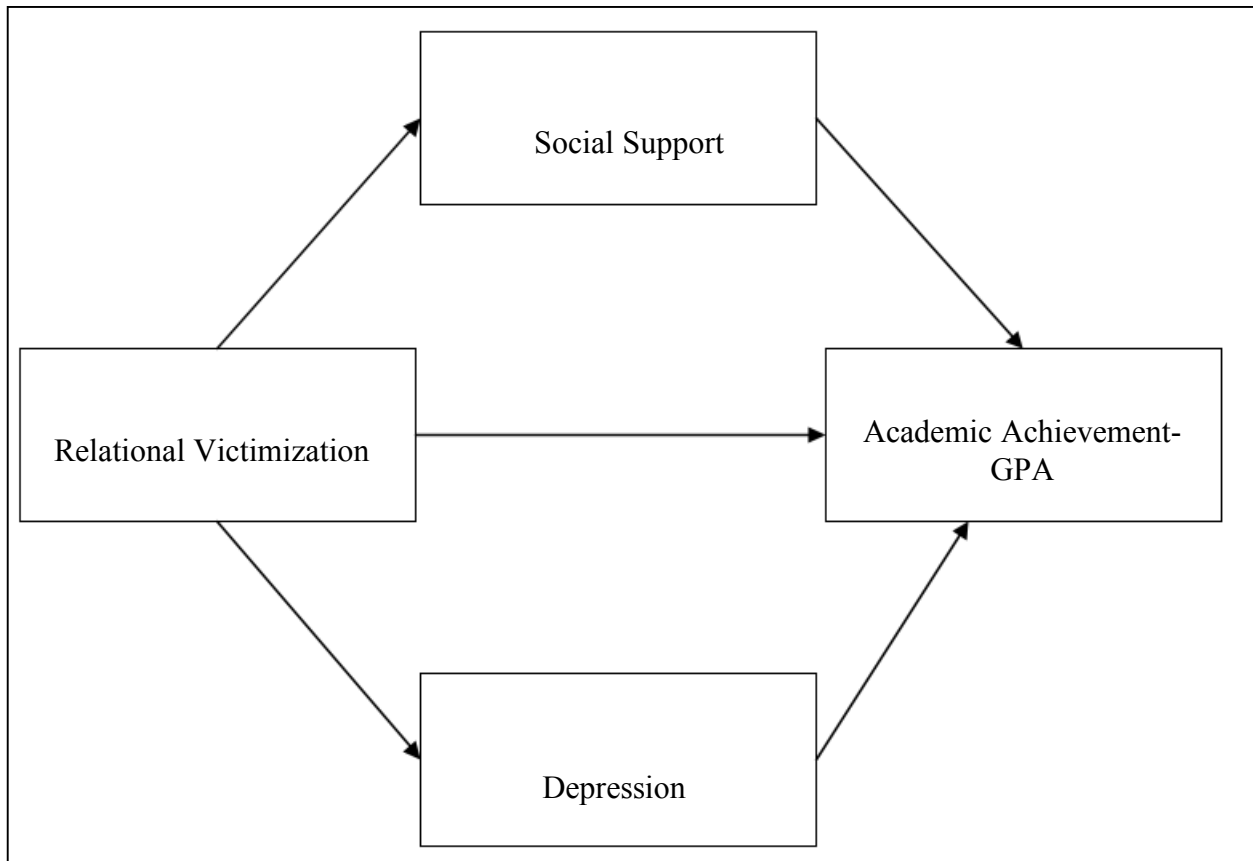 Social Support
Relational Victimization
Academic Achievement-
GPA
Depression